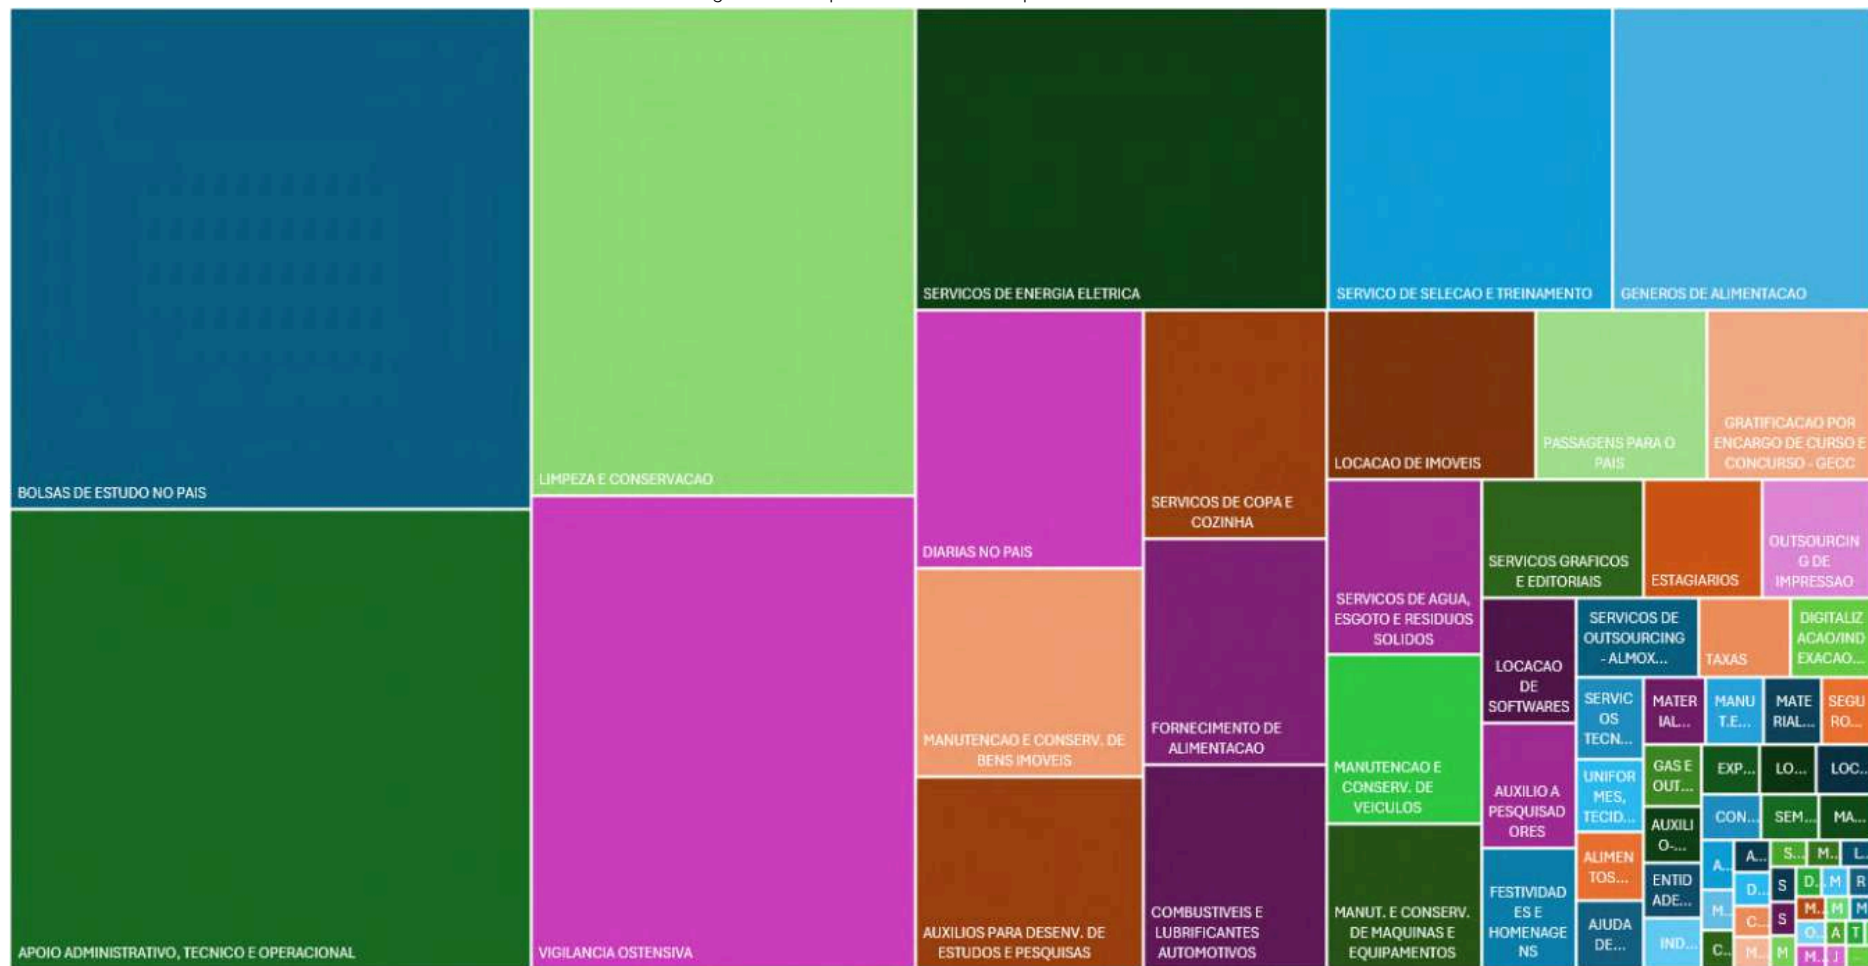 BOLSAS DE ESTUDO NO PAIS
APOIO ADMINISTRATIVO, TECNICO E OPERACIONAL
LIMPEZA E CONSERVACAO
VIGILANCIA OSTENSIVA
SERVICOS DE ENERGIA ELETRICA
SERVICO DE SELECAO E TREINAMENTO
GENEROS DE ALIMENTACAO
DIARIAS NO PAIS
MANUTENCAO E CONSERV. DE
BENS IMOVEIS
AUXILIOS PARA DESENV. DE
ESTUDOS E PESQUISAS
SERVICOS DE COPA E
COZINHA
FORNECIMENTO DE
ALIMENTACAO
COMBUSTIVEIS E
LUBRIFICANTES
AUTOMOTIVOS
LOCACAO DE IMOVEIS
PASSAGENS PARA O
PAIS
GRATIFICACAO POR
ENCARGO DE CURSO E
CONCURSO - GECC
SERVICOS DE AGUA,
ESGOTO E RESIDUOS
SOLIDOS
MANUTENCAO E
CONSERV. DE
VEICULOS
MANUT. E CONSERV.
DE MAQUINAS E
EQUIPAMENTOS
SERVICOS GRAFICOS
E EDITORIAIS
ESTAGIARIOS
OUTSOURCIN
G DE
IMPRESSAO
LOCACAO
DE
SOFTWARES
AUXILIO A
PESQUISAD
ORES
FESTIVIDAD
ES E
HOMENAGE
NS
SERVICOS DE
OUTSOURCING
- ALMOX...
TAXAS
DIGITALIZ
ACAO/IND
EXACAO...
SERVIC
OS
TECN...
UNIFOR
MES,
TECID...
ALIMEN
TOS...
AJUDA
DE...
MATER
IAL...
MANU
T.E...
MATE
RIAL...
SEGU
RO...
GAS E
OUT...
AUXILI
O-...
ENTID
ADE...
IND...
EXP...
LO...
LOC...
CON...
SEM...
MA...
A...
M...
C...
A...
D...
C...
M...
S...
M...
L...
S
S
M
D...
M
R
M...
M
M
O...
A
T
M...
J